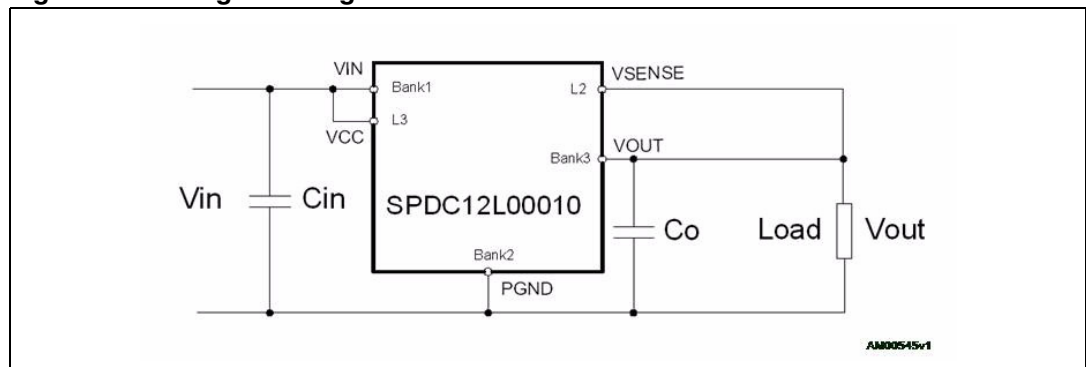 VIN
VSENSE
Bank1
L2
L3
VCC
VOUT
Bank3
Vin
Cin
SPDC12L00010
Co
Load
Vout
Bank2
PGND
AM00545v1